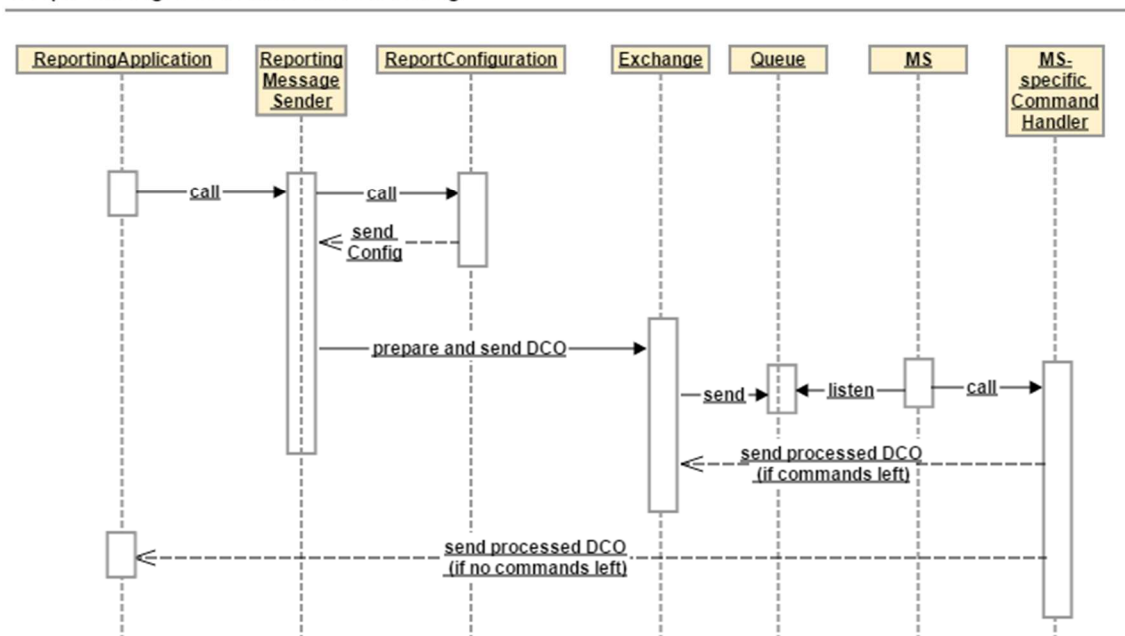 ReportingApplication
Reporting
Message
Sender
ReportConfiguration
Exchange
Queue
MS
MS-
specific
Command
Handler
call
call
send
Config
prepare and send DCO
send
listen
call
send processed DCO
(if commands left)
send processed DCO
(if no commands left)